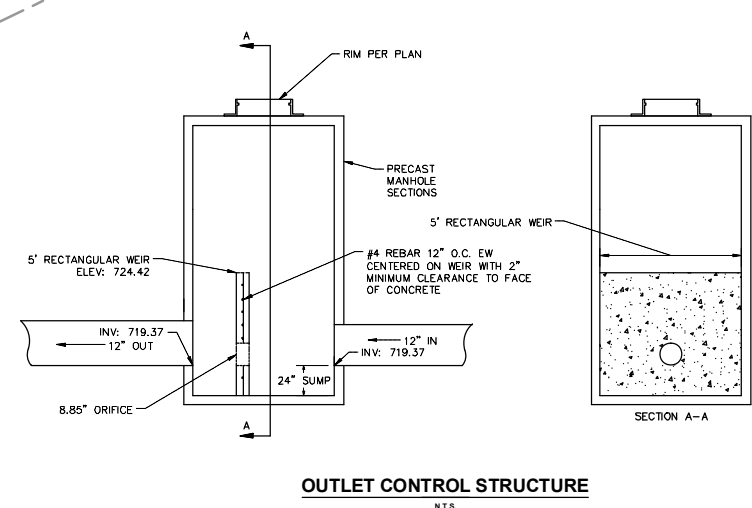 A
RIM PER PLAN
PRECAST
MANHOLE
SECTIONS
5' RECTANGULAR WEIR
5' RECTANGULAR WEIR
ELEV: 724.42
#4 REBAR 12" O.C. EW
CENTERED ON WEIR WITH 2"
MINIMUM CLEARANCE TO FACE
OF CONCRETE
INV: 719.37
12" OUT
12" IN
INV: 719.37
24" SUMP
8.85" ORIFICE
A
SECTION A-A
OUTLET CONTROL STRUCTURE
N.T.S.